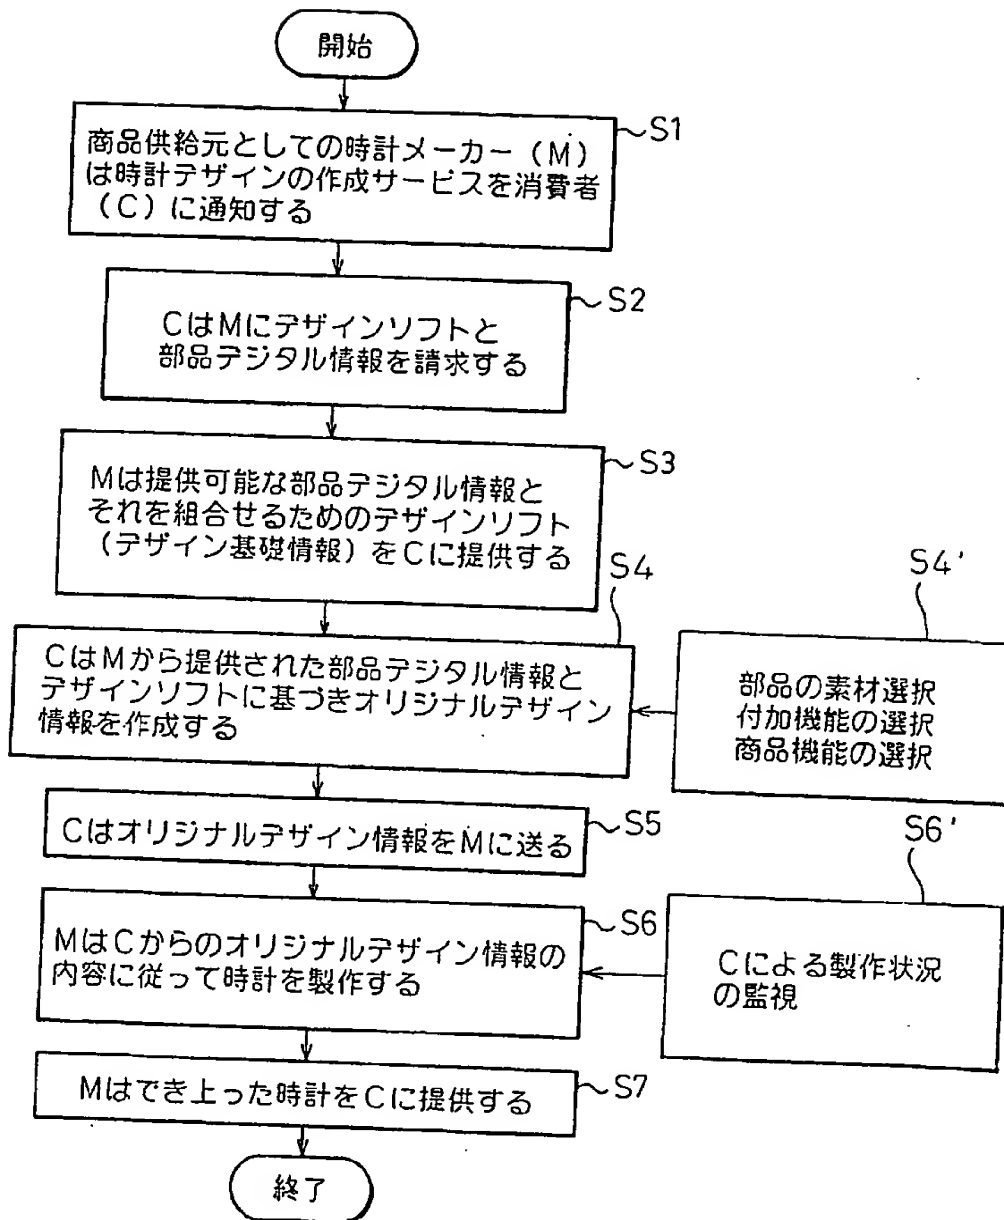 開始
S1
商品供給元としての時計メーカー(M)
は時計デザインの作成サービスを消費者
(C)に通知する
S2
CはMにデザインソフトと
部品デジタル情報を請求する
S3
Mは提供可能な部品デジタル情報と
それを組合せるためのデザインソフト
(デザイン基礎情報)をCに提供する
S4
CはMから提供された部品デジタル情報と
デザインソフトに基づきオリジナルデザイン
情報を作成する
S4'
部品の素材選択
付加機能の選択
商品機能の選択
S5
CはオリジナルデザインをMに送る
S6
MはCからのオリジナルデザイン情報の
内容に従って時計を製作する
S6'
Cによる製作状況
の監視
S7
Mはでき上った時計をCに提供する
終了